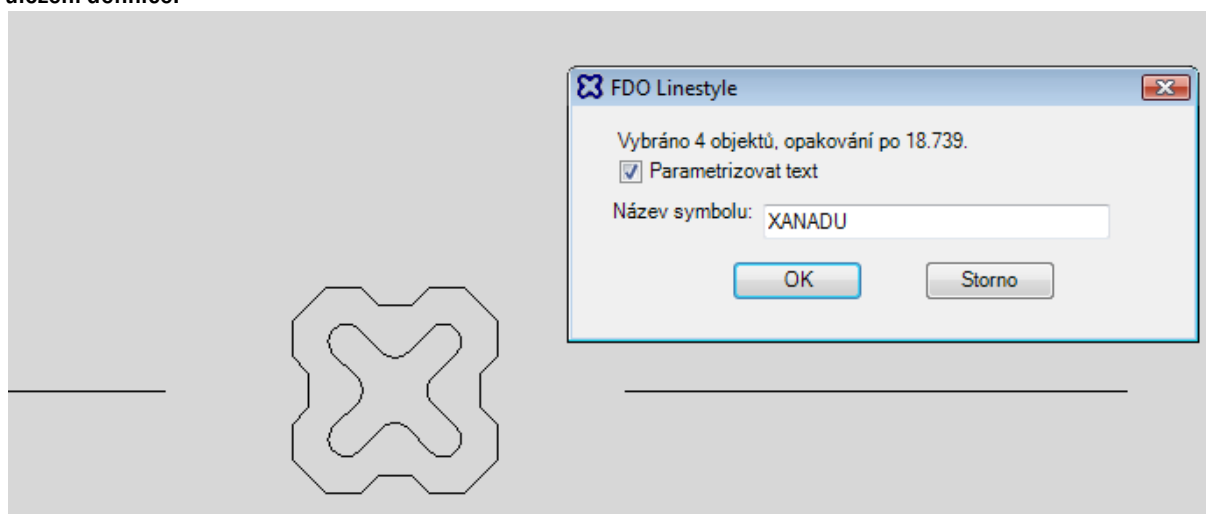 FDO Linestyle
Vybráno 4 objektů, opakování po 18.739.
Parametrizovat text
Název symbolu: XANADU
OK Storno